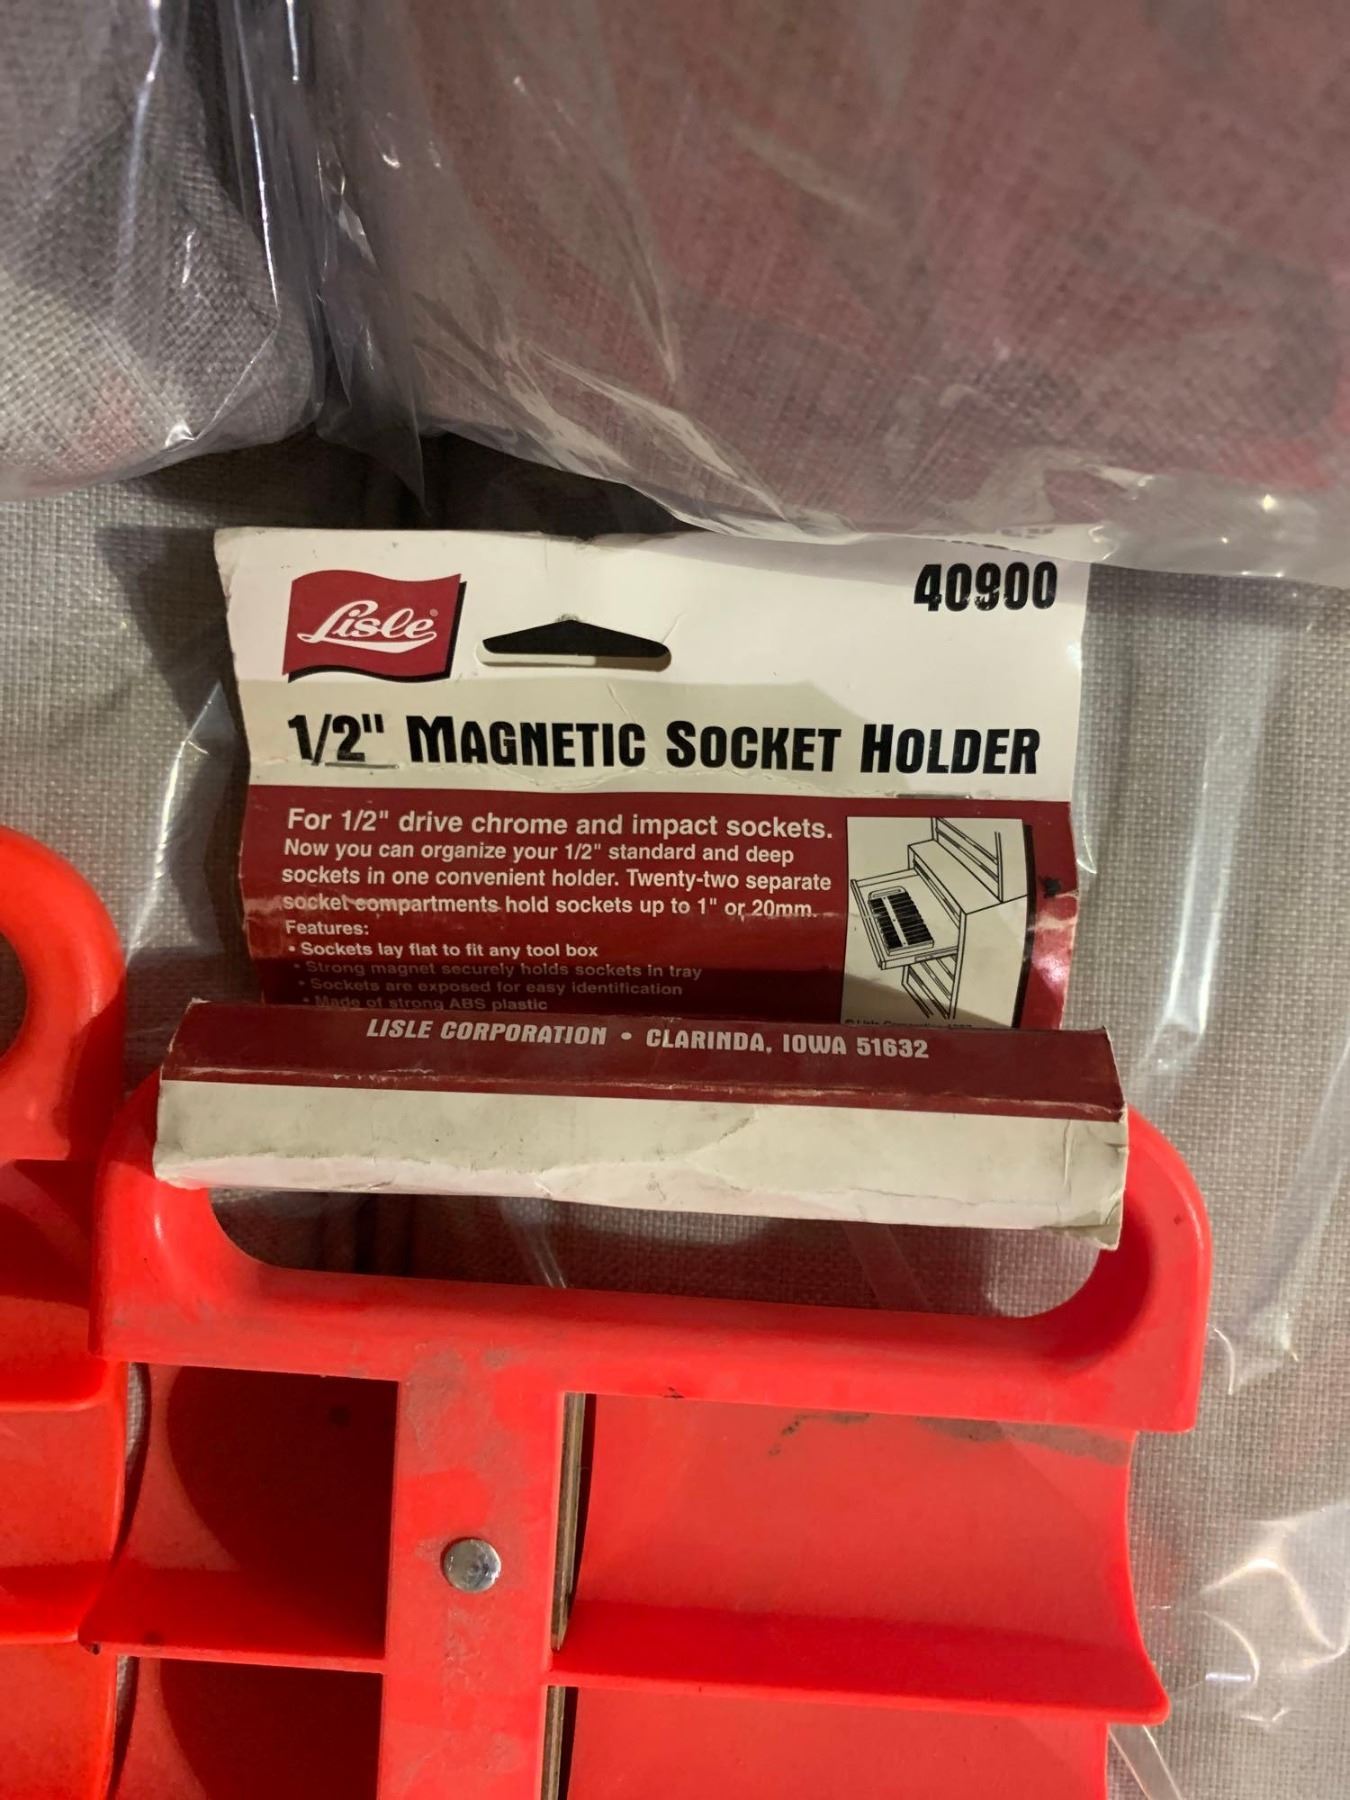 Lisle®
40900
1/2" MAGNETIC SOCKET HOLDER
For 1/2" drive chrome and impact sockets.
Now you can organize your 1/2" standard and deep
sockets in one convenient holder. Twenty-two separate
socket compartments hold sockets up to 1" or 20mm.
Features:
• Sockets lay flat to fit any tool box
• Strong magnet securely holds sockets in tray
• Sockets are exposed for easy identification
• Made of strong ABS plastic
LISLE CORPORATION • CLARINDA, IOWA 51632